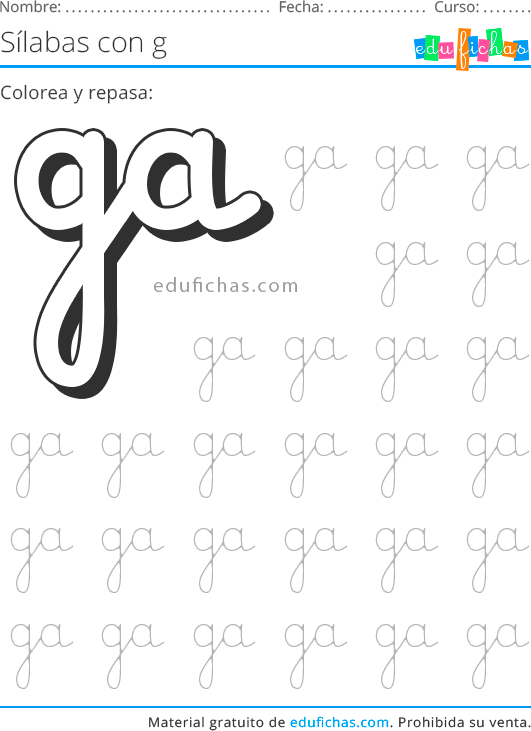 Nombre: ................................ Fecha: ............... Curso: .......
Sílabas con g
edufichas
Colorea y repasa:
ga
ga ga ga
ga ga
edufichas.com
ga ga ga ga
ga ga ga ga ga ga
ga ga ga ga ga ga
ga ga ga ga ga ga
Material gratuito de edufichas.com. Prohibida su venta.